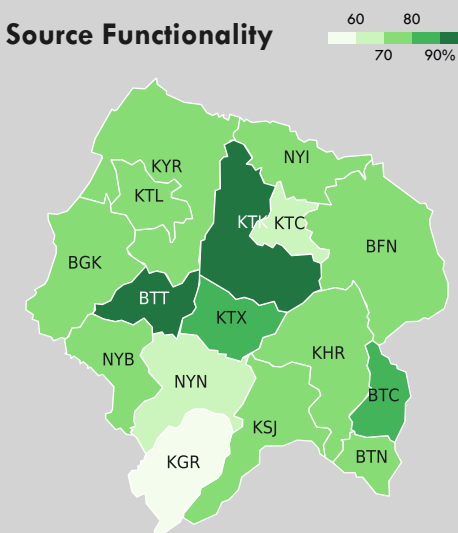 Source Functionality
60 80
70 90%
NYI
KYR
KTL
KTK KTC
BFN
BGK
BTT
KTX
KHR
NYB
NYN
BTC
KSJ
BTN
KGR